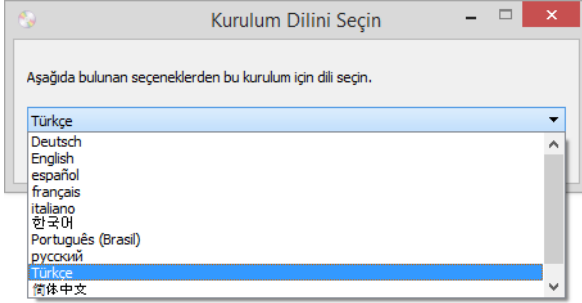 Kurulum Dilini Seçin
Aşağıda bulunan seçeneklerden bu kurulum için dili seçin.
Türkçe
Deutsch
English
español
français
italiano
한국어
Português (Brasil)
русский
Türkçe
简体中文